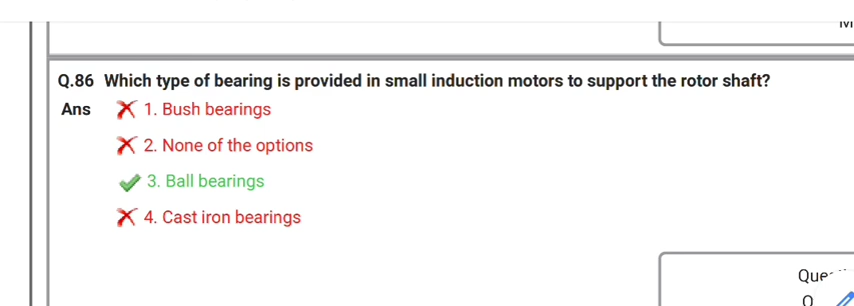 Q.86 Which type of bearing is provided in small induction motors to support the rotor shaft?
Ans 1. Bush bearings
2. None of the options
3. Ball bearings
4. Cast iron bearings